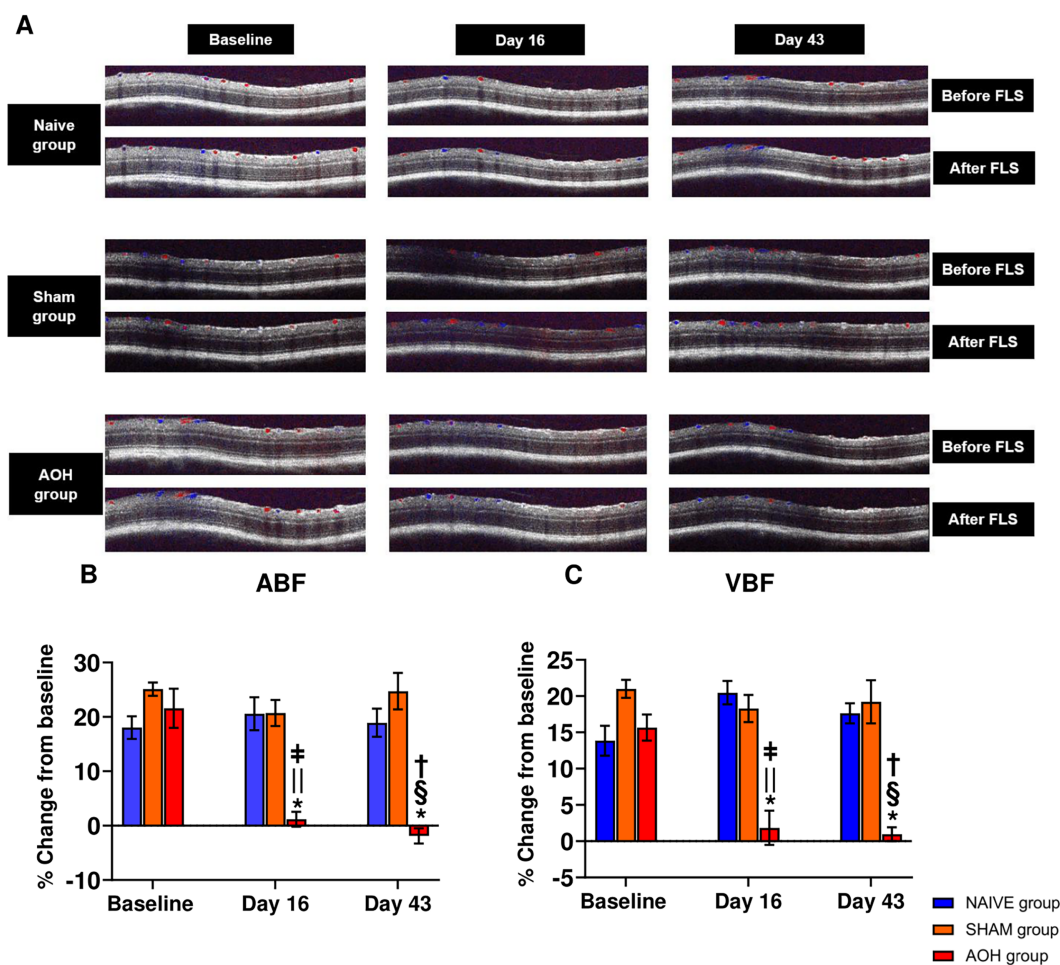 A
Baseline
Day 16
Day 43
Naive
group
Before FLS
After FLS
Sham
group
Before FLS
After FLS
AOH
group
Before FLS
After FLS
B
ABF
% Change from baseline
30
20
10
0
-10
ǂ
||
*
†
§
*
Baseline
Day 16
Day 43
C
VBF
% Change from baseline
25
20
15
10
5
0
-5
ǂ
||
*
†
§
*
Baseline
Day 16
Day 43
NAIVE group
SHAM group
AOH group